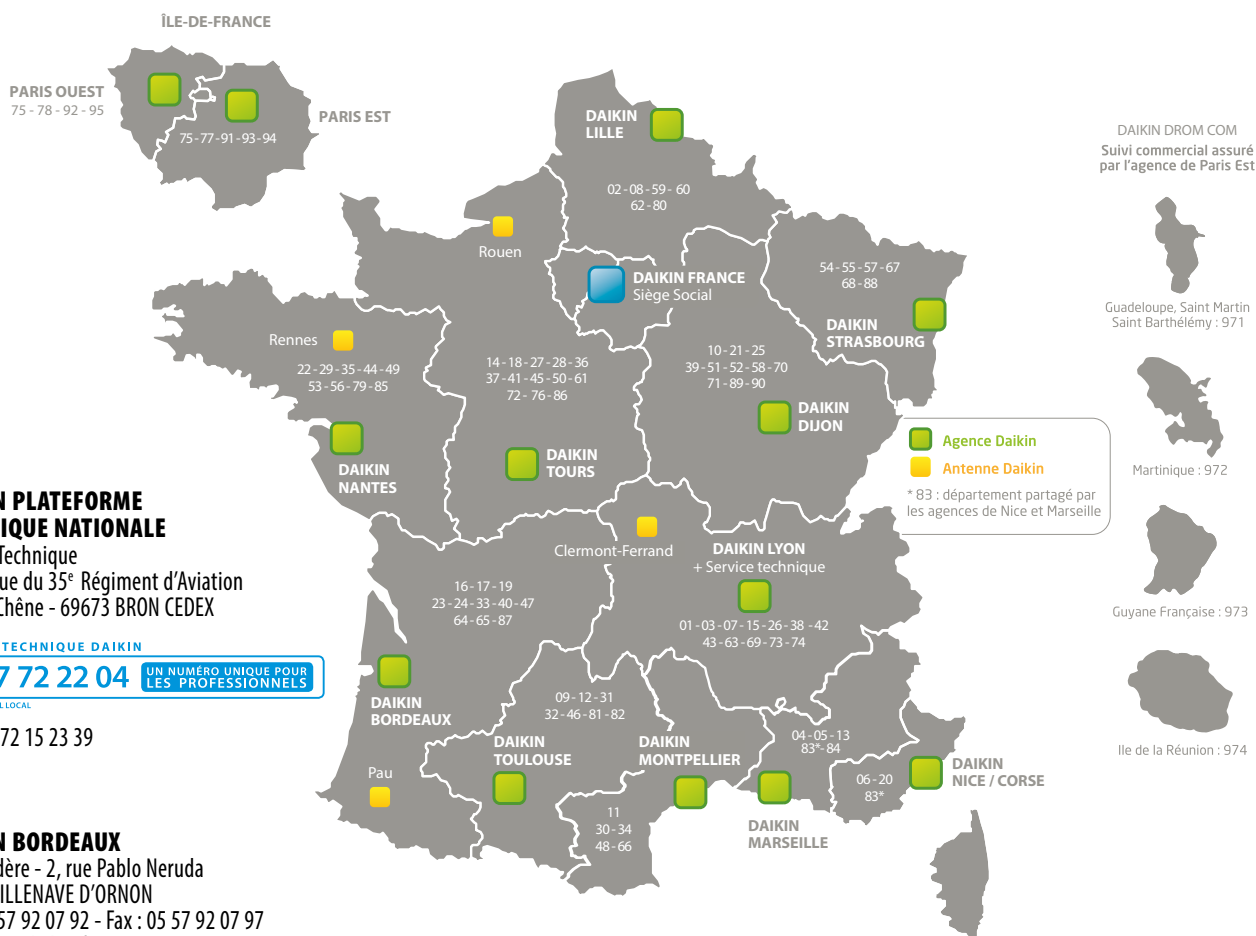 ÎLE-DE-FRANCE
PARIS OUEST
75 - 78 - 92 - 95
PARIS EST
75-77-91-93-94
DAIKIN
LILLE
02-08-59- 60
62-80
Rouen
DAIKIN FRANCE
Siège Social
54-55-57-67
68-88
DAIKIN
STRASBOURG
Rennes
22-29-35-44-49
53-56-79-85
DAIKIN
NANTES
14-18-27-28-36
37-41-45-50-61
72- 76-86
DAIKIN
TOURS
10-21-25
39-51-52-58-70
71-89-90
DAIKIN
DIJON
Agence Daikin
Antenne Daikin
* 83 : département partagé par
les agences de Nice et Marseille
Clermont-Ferrand
DAIKIN LYON
+ Service technique
01-03-07-15-26-38 -42
43-63-69-73-74
16-17-19
23-24-33-40-47
64-65-87
DAIKIN
BORDEAUX
Pau
09-12-31
32-46-81-82
DAIKIN
TOULOUSE
DAIKIN
MONTPELLIER
11
30-34
48-66
04-05-13
83*-84
DAIKIN
MARSEILLE
06-20
83*
DAIKIN
NICE / CORSE
DAIKIN DROM COM
Suivi commercial assuré
par l'agence de Paris Est
Guadeloupe, Saint Martin
Saint Barthélémy : 971
Martinique : 972
Guyane Française : 973
Ile de la Réunion : 974
N PLATEFORME
IQUE NATIONALE
Technique
ue du 35e Régiment d'Aviation
Chêne - 69673 BRON CEDEX
TECHNIQUE DAIKIN
7 72 22 04
UN NUMÉRO UNIQUE POUR
LES PROFESSIONNELS
L LOCAL
72 15 23 39
N BORDEAUX
dère - 2, rue Pablo Neruda
ILLENAVE D'ORNON
57 92 07 92 - Fax : 05 57 92 07 97